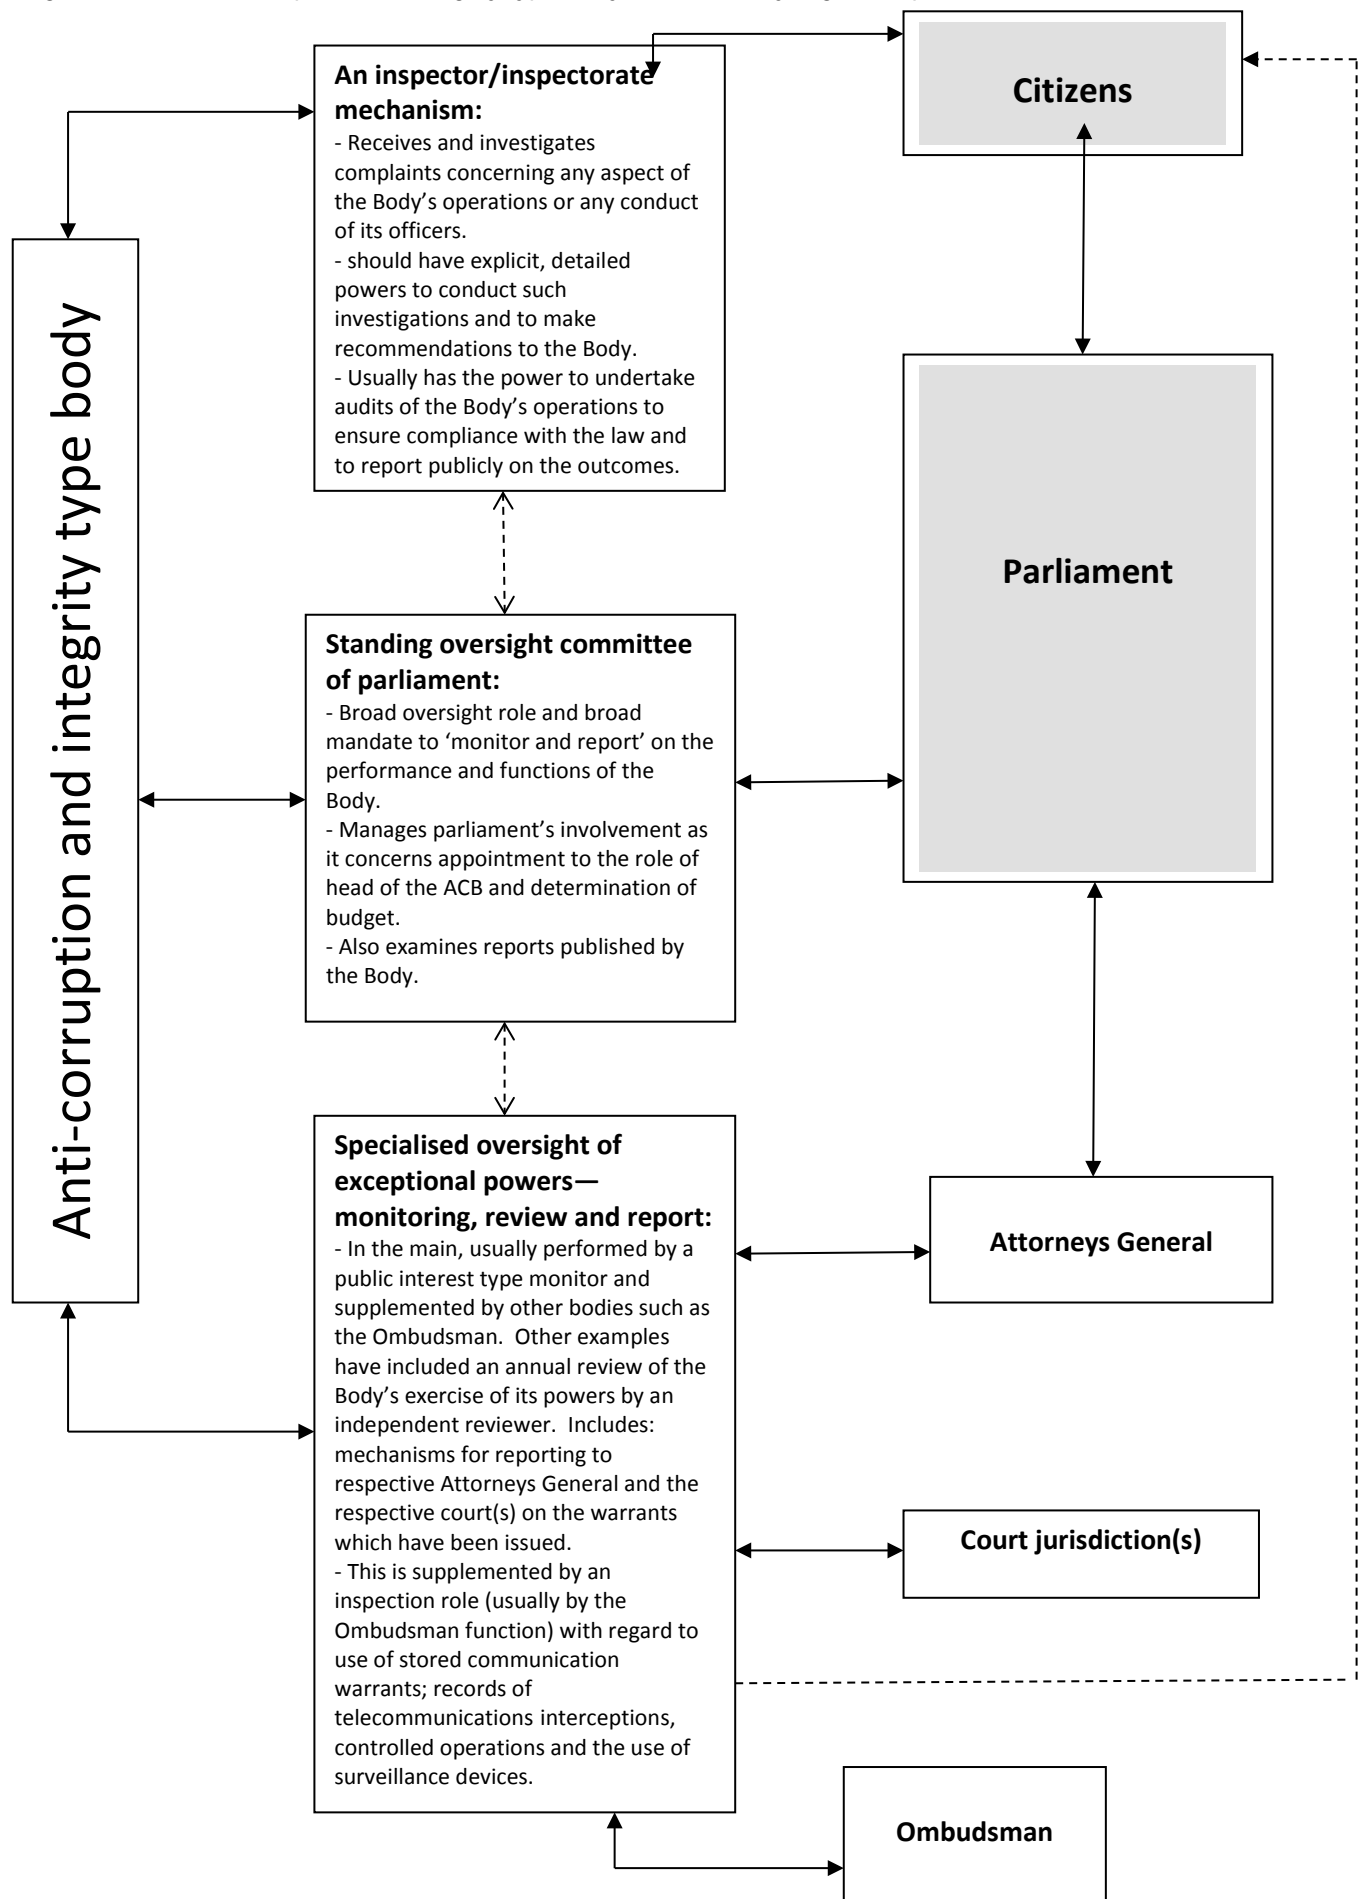 An inspector/inspectorate
mechanism:
- Receives and investigates
complaints concerning any aspect of
the Body’s operations or any conduct
of its officers.
- should have explicit, detailed
powers to conduct such
investigations and to make
recommendations to the Body.
- Usually has the power to undertake
audits of the Body’s operations to
ensure compliance with the law and
to report publicly on the outcomes.
Citizens
Anti-corruption and integrity type body
Parliament
Standing oversight committee
of parliament:
- Broad oversight role and broad
mandate to ‘monitor and report’ on the
performance and functions of the
Body.
- Manages parliament’s involvement as
it concerns appointment to the role of
head of the ACB and determination of
budget.
- Also examines reports published by
the Body.
Specialised oversight of
exceptional powers—
monitoring, review and report:
- In the main, usually performed by a
public interest type monitor and
supplemented by other bodies such as
the Ombudsman.  Other examples
have included an annual review of the
Body’s exercise of its powers by an
independent reviewer.  Includes:
mechanisms for reporting to
respective Attorneys General and the
respective court(s) on the warrants
which have been issued.
- This is supplemented by an
inspection role (usually by the
Ombudsman function) with regard to
use of stored communication
warrants; records of
telecommunications interceptions,
controlled operations and the use of
surveillance devices.
Attorneys General
Court jurisdiction(s)
Ombudsman